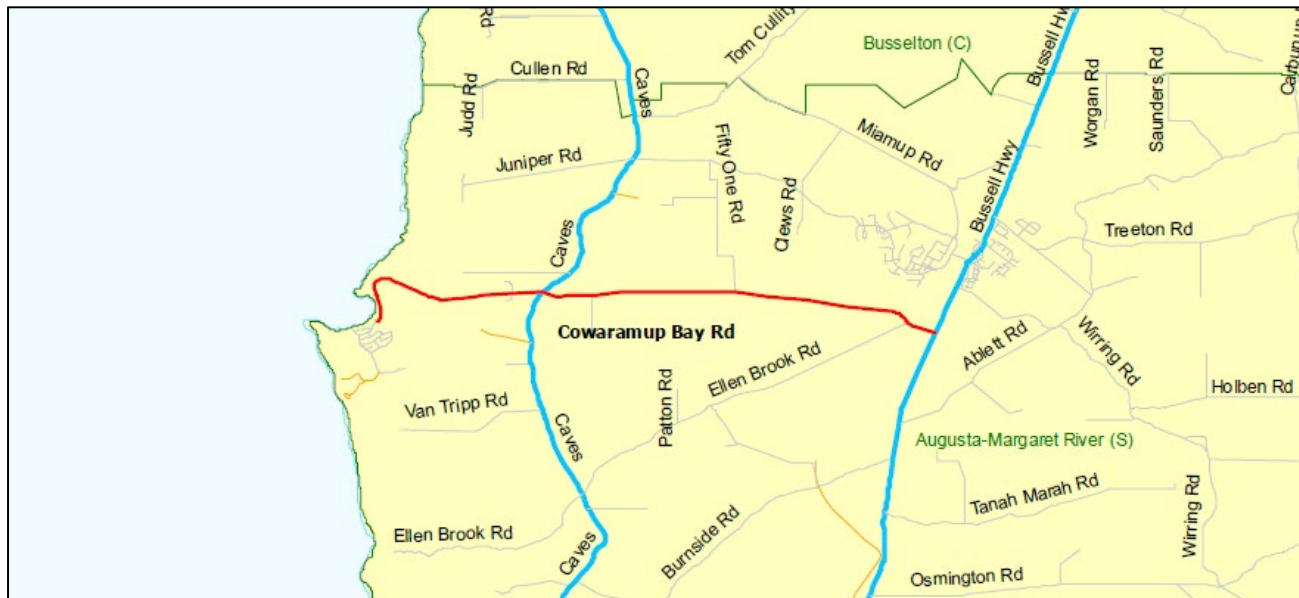 Rd
Tom Cullity
Bussell Hwy
Busselton (C)
Cullen Rd
Caves
Judd Rd
Worgan Rd
Saunders Rd
Fifty One Rd
Miamup Rd
Juniper Rd
Clews Rd
Bussell Hwy
Treeton Rd
Caves
Cowaramup Bay Rd
Ablett Rd
Wirring Rd
Ellen Brook Rd
Holben Rd
Van Tripp Rd
Patton Rd
Caves
Augusta-Margaret River (S)
Tanah Marah Rd
Wirring Rd
Ellen Brook Rd
Burnside Rd
Caves
Osmington Rd